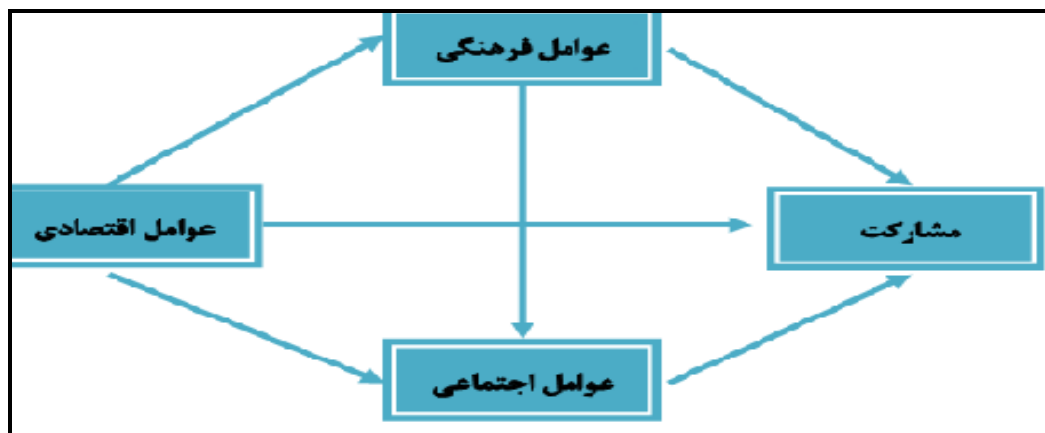 عوامل فرهنگی
عوامل اقتصادی
مشارکت
عوامل اجتماعی